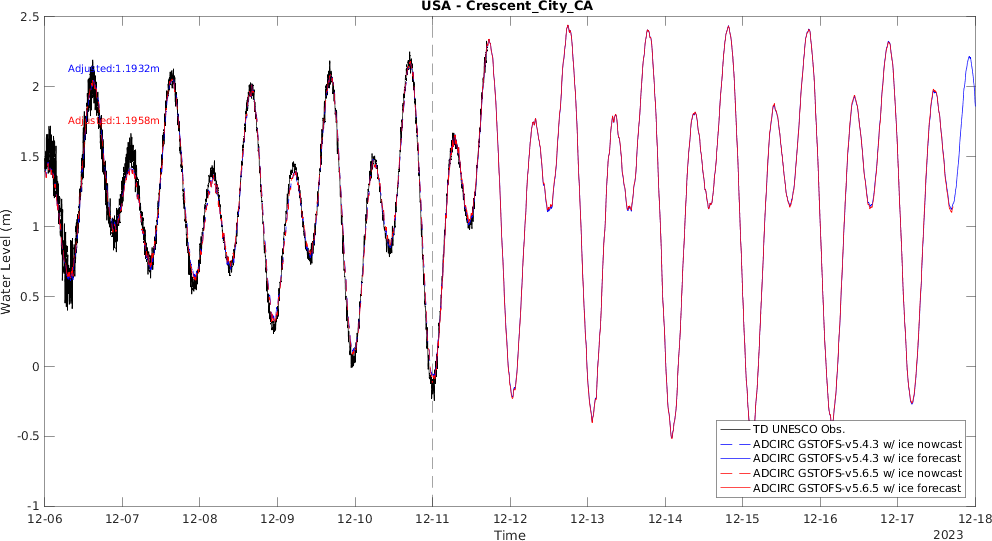 USA - Crescent_City_CA
Adjusted:1.1932m
Adjusted:1.1958m
Water Level (m)
2.5
2
1.5
1
0.5
0
-0.5
-1
TD UNESCO Obs.
ADCIRC GSTOFS-v5.4.3 w/ ice nowcast
ADCIRC GSTOFS-v5.4.3 w/ ice forecast
ADCIRC GSTOFS-v5.6.5 w/ ice nowcast
ADCIRC GSTOFS-v5.6.5 w/ ice forecast
12-06 12-07 12-08 12-09 12-10 12-11 12-12 12-13 12-14 12-15 12-16 12-17 12-18
Time
2023